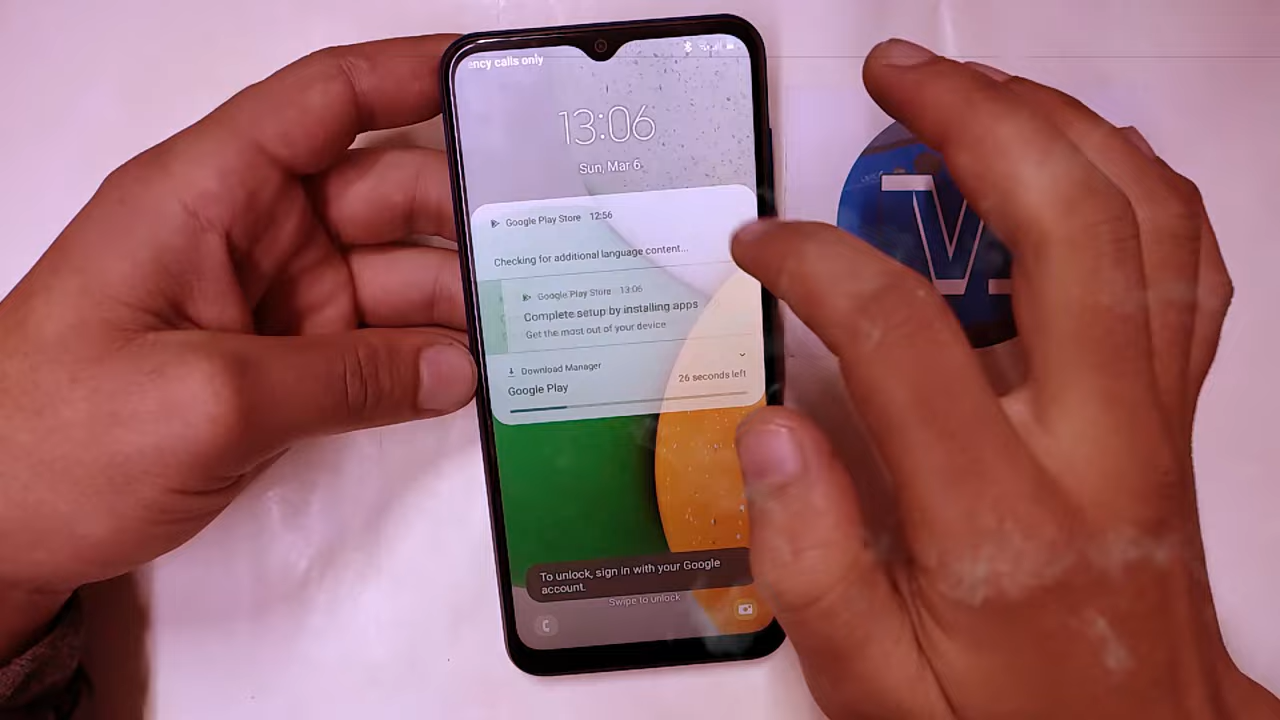 ency calls only
13:06
Sun, Mar 6
Google Play Store 12:56
Checking for additional language content...
Google Play Store 13:06
Complete setup by installing apps
Get the most out of your device
Download Manager
Google Play 26 seconds left
To unlock, sign in with your Google
account.
Swipe to unlock
V.